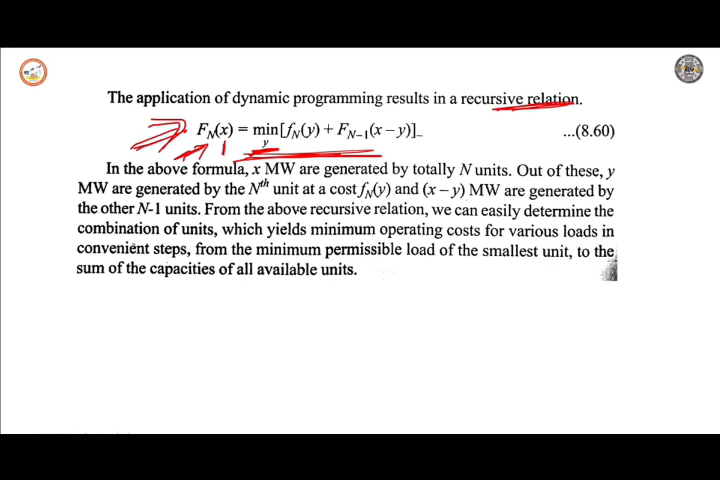 The application of dynamic programming results in a recursive relation.
F_N(x) = min_y[f_N(y) + F_{N−1}(x − y)] ...(8.60)
In the above formula, x MW are generated by totally N units. Out of these, y
MW are generated by the N^th unit at a cost f_N(y) and (x − y) MW are generated by
the other N-1 units. From the above recursive relation, we can easily determine the
combination of units, which yields minimum operating costs for various loads in
convenient steps, from the minimum permissible load of the smallest unit, to the
sum of the capacities of all available units.